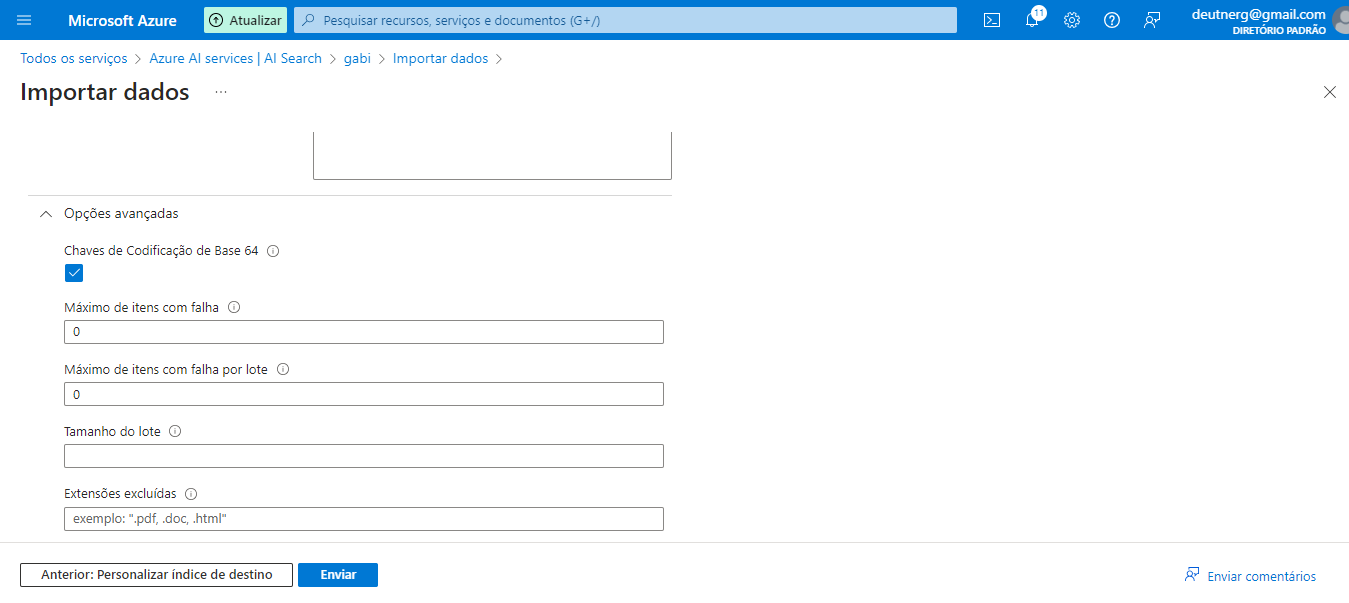 Microsoft Azure
Atualizar
Pesquisar recursos, serviços e documentos (G+/)
11
deutnerg@gmail.com
DIRETÓRIO PADRÃO
Todos os serviços > Azure AI services | AI Search > gabi > Importar dados >
Importar dados ...
Opções avançadas
Chaves de Codificação de Base 64
Máximo de itens com falha
0
Máximo de itens com falha por lote
0
Tamanho do lote
Extensões excluídas
exemplo: ".pdf, .doc, .html"
Anterior: Personalizar índice de destino
Enviar
Enviar comentários